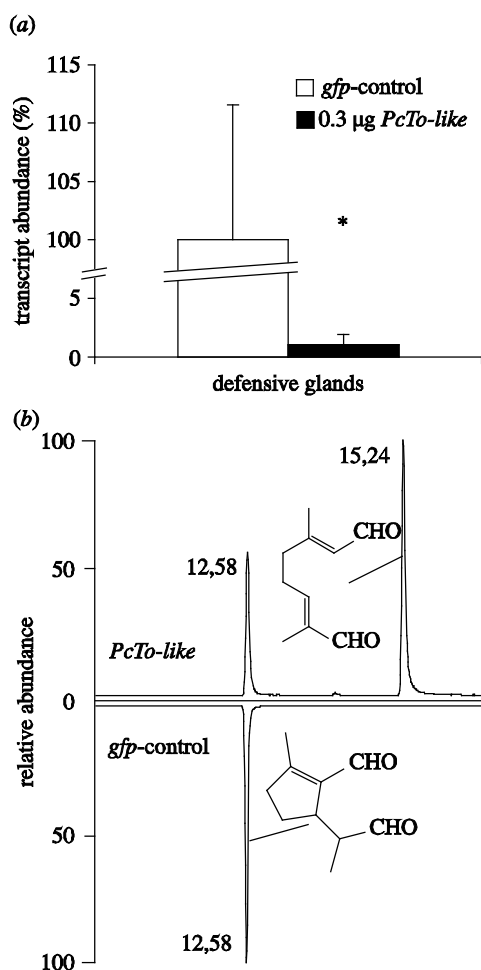 (a)
115
110
105
100
5
0
transcript abundance (%)
gfp-control
0.3 µg PcTo-like
*
defensive glands
(b)
100
50
0
50
100
relative abundance
15,24
12,58
CHO
CHO
PcTo-like
gfp-control
CHO
CHO
12,58